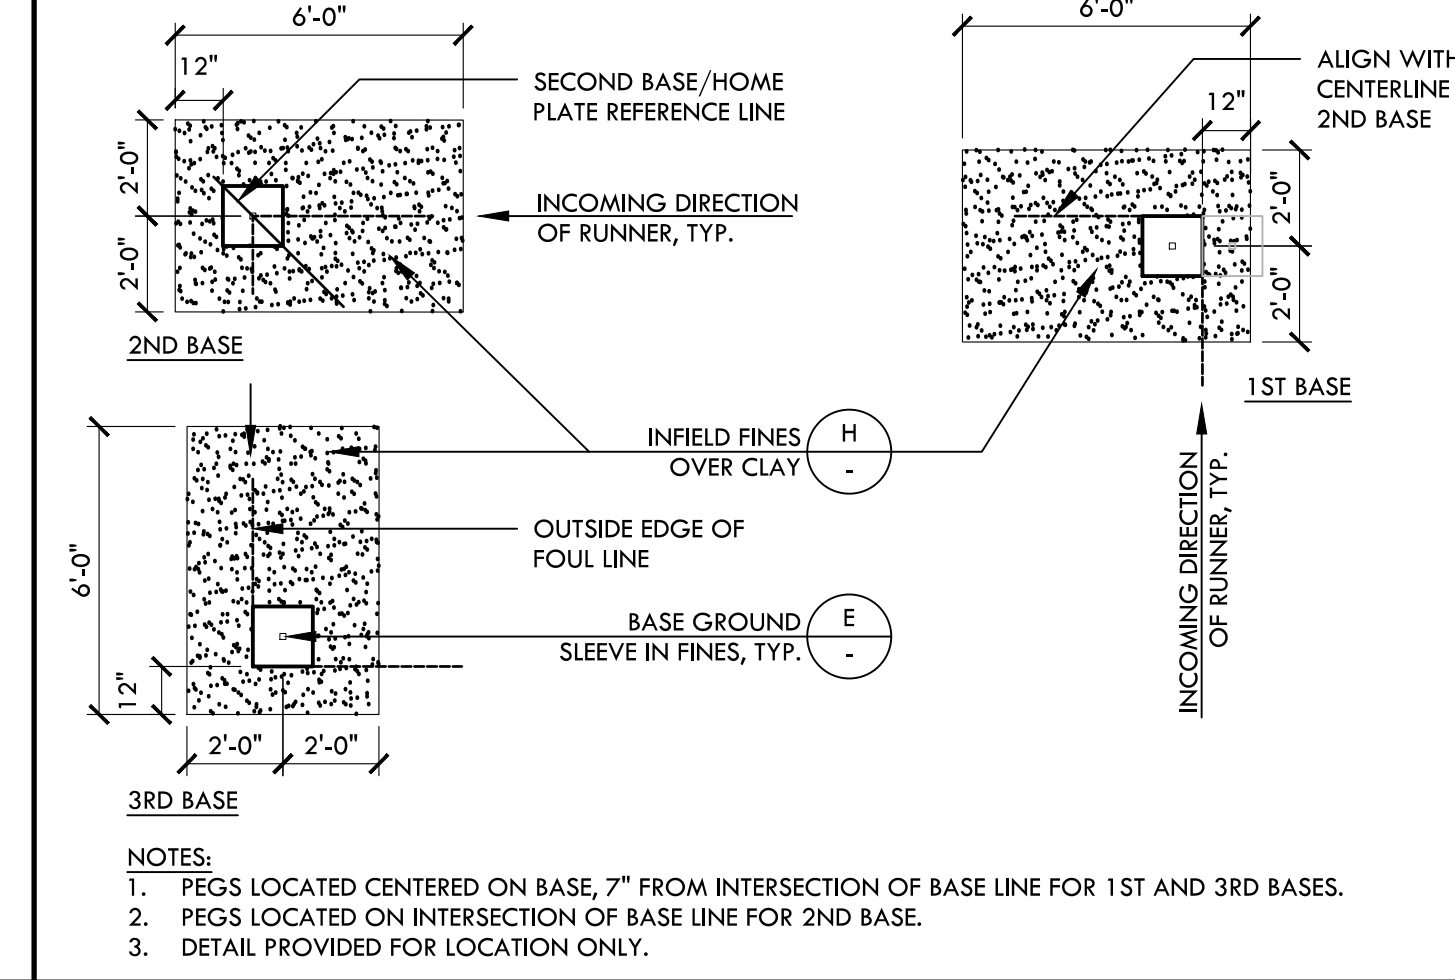 6'-0"
12"
2'-0"
2'-0"
SECOND BASE/HOME
PLATE REFERENCE LINE
INCOMING DIRECTION
OF RUNNER, TYP.
2ND BASE
6'-0"
ALIGN WITH
CENTERLINE
2ND BASE
12"
2'-0"
2'-0"
1ST BASE
INCOMING DIRECTION
OF RUNNER, TYP.
INFIELD FINES
OVER CLAY
H
-
OUTSIDE EDGE OF
FOUL LINE
BASE GROUND
SLEEVE IN FINES, TYP.
E
-
6'-0"
12"
2'-0"
2'-0"
3RD BASE
NOTES:
1. PEGS LOCATED CENTERED ON BASE, 7" FROM INTERSECTION OF BASE LINE FOR 1ST AND 3RD BASES.
2. PEGS LOCATED ON INTERSECTION OF BASE LINE FOR 2ND BASE.
3. DETAIL PROVIDED FOR LOCATION ONLY.